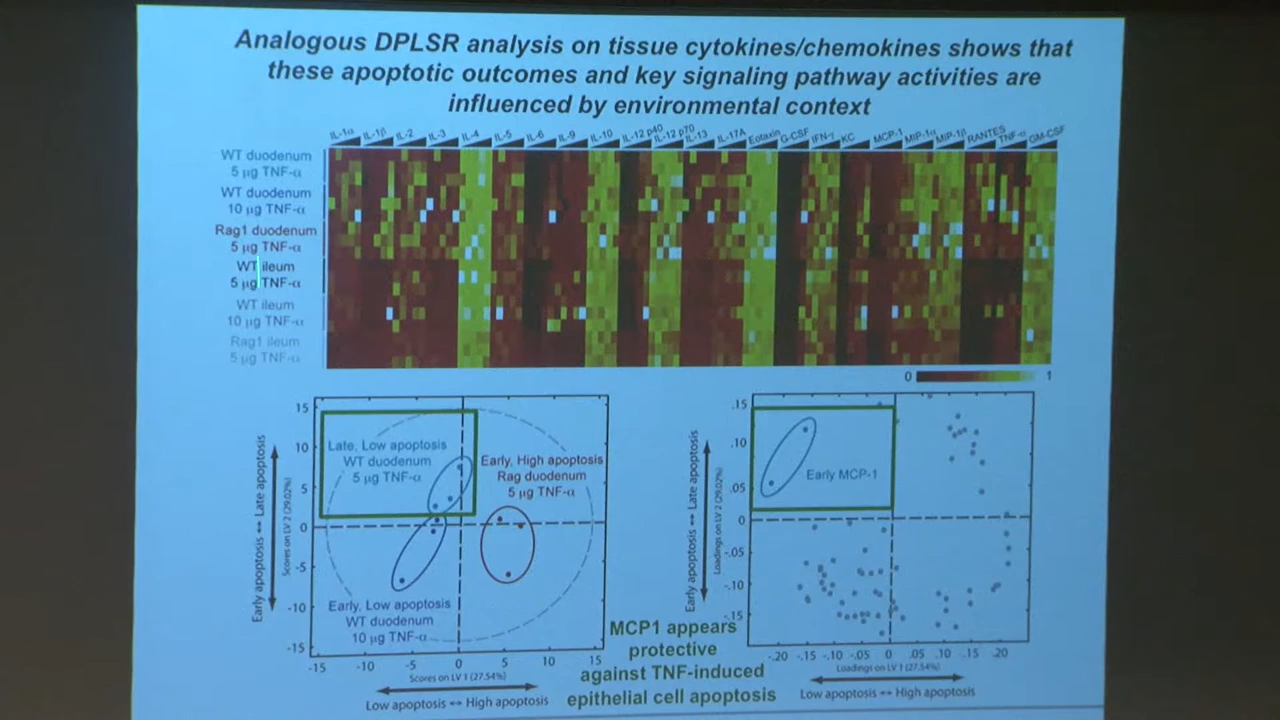 Analogous DPLSR analysis on tissue cytokines/chemokines shows that
these apoptotic outcomes and key signaling pathway activities are
influenced by environmental context
IL-1α IL-1β IL-2 IL-3 IL-4 IL-5 IL-6 IL-9 IL-10 IL-12 p40 IL-12 p70 IL-13 IL-17A Eotaxin G-CSF IFN-γ KC MCP-1 MIP-1α MIP-1β RANTES TNF-α GM-CSF
WT duodenum
5 µg TNF-α
WT duodenum
10 µg TNF-α
Rag1 duodenum
5 µg TNF-α
WT ileum
5 µg TNF-α
WT ileum
10 µg TNF-α
Rag1 ileum
5 µg TNF-α
0 1
Early apoptosis ↔ Late apoptosis
Scores on LV 2 (29.02%)
15
10
5
0
-5
-10
-15
Late, Low apoptosis
WT duodenum
5 µg TNF-α
Early, High apoptosis
Rag duodenum
5 µg TNF-α
Early, Low apoptosis
WT duodenum
10 µg TNF-α
-15 -10 -5 0 5 10 15
Scores on LV 1 (27.54%)
Low apoptosis ↔ High apoptosis
MCP1 appears
protective
against TNF-induced
epithelial cell apoptosis
Early apoptosis ↔ Late apoptosis
Loadings on LV 2 (29.02%)
.15
.10
.05
0
-.05
-.10
-.15
Early MCP-1
-.20 -.15 -.10 -.05 0 .05 .10 .15 .20
Loadings on LV 1 (27.54%)
Low apoptosis ↔ High apoptosis